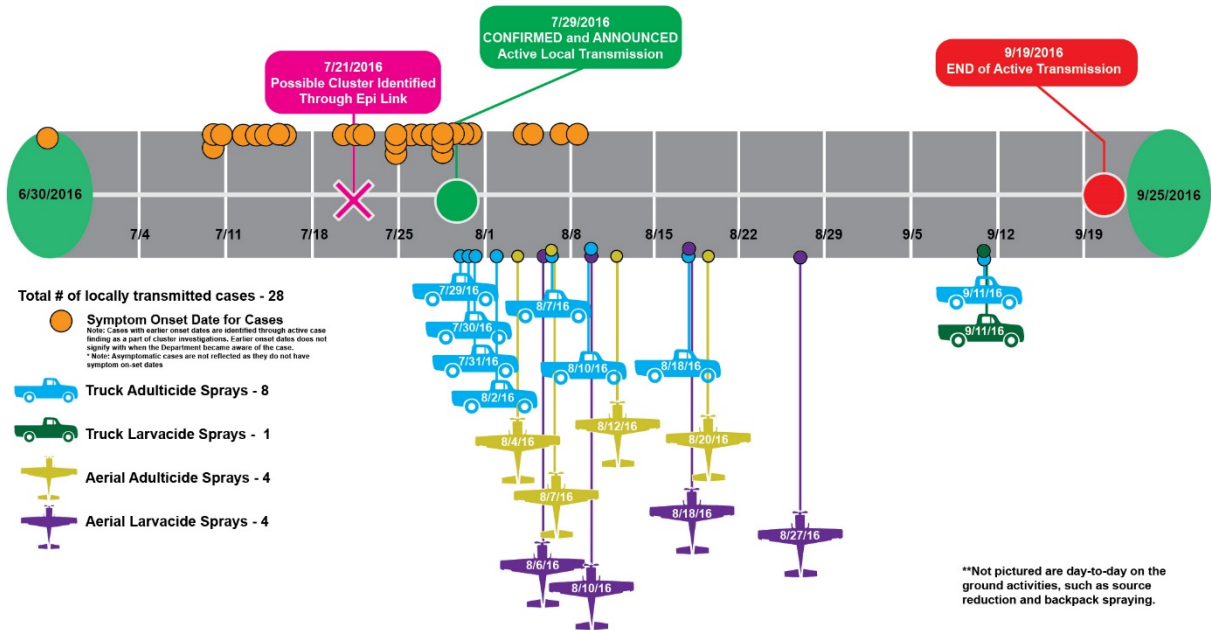 7/29/2016
CONFIRMED and ANNOUNCED
Active Local Transmission
7/21/2016
Possible Cluster Identified
Through Epi Link
9/19/2016
END of Active Transmission
6/30/2016
9/25/2016
7/4
7/11
7/18
7/25
8/1
8/8
8/15
8/22
8/29
9/5
9/12
9/19
Total # of locally transmitted cases - 28
Symptom Onset Date for Cases
Note: Cases with earlier onset dates are identified through active case
finding as a part of cluster investigations. Earlier onset dates does not
signify with when the Department became aware of the case.
* Note: Asymptomatic cases are not reflected as they do not have
symptom on-set dates
Truck Adulticide Sprays - 8
Truck Larvacide Sprays - 1
Aerial Adulticide Sprays - 4
Aerial Larvacide Sprays - 4
7/29/16
8/7/16
9/11/16
7/30/16
9/11/16
7/31/16
8/10/16
8/18/16
8/2/16
8/4/16
8/12/16
8/20/16
8/7/16
8/18/16
8/27/16
8/6/16
8/10/16
**Not pictured are day-to-day on the
ground activities, such as source
reduction and backpack spraying.